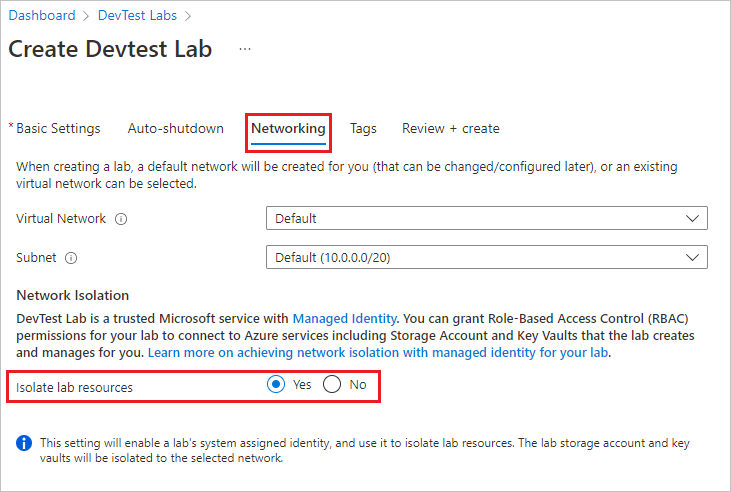 Dashboard > DevTest Labs >
Create Devtest Lab ...
* Basic Settings Auto-shutdown Networking Tags Review + create
When creating a lab, a default network will be created for you (that can be changed/configured later), or an existing
virtual network can be selected.
Virtual Network Default
Subnet Default (10.0.0.0/20)
Network Isolation
DevTest Lab is a trusted Microsoft service with Managed Identity. You can grant Role-Based Access Control (RBAC)
permissions for your lab to connect to Azure services including Storage Account and Key Vaults that the lab creates
and manages for you. Learn more on achieving network isolation with managed identity for your lab.
Isolate lab resources Yes No
This setting will enable a lab's system assigned identity, and use it to isolate lab resources. The lab storage account and key
vaults will be isolated to the selected network.